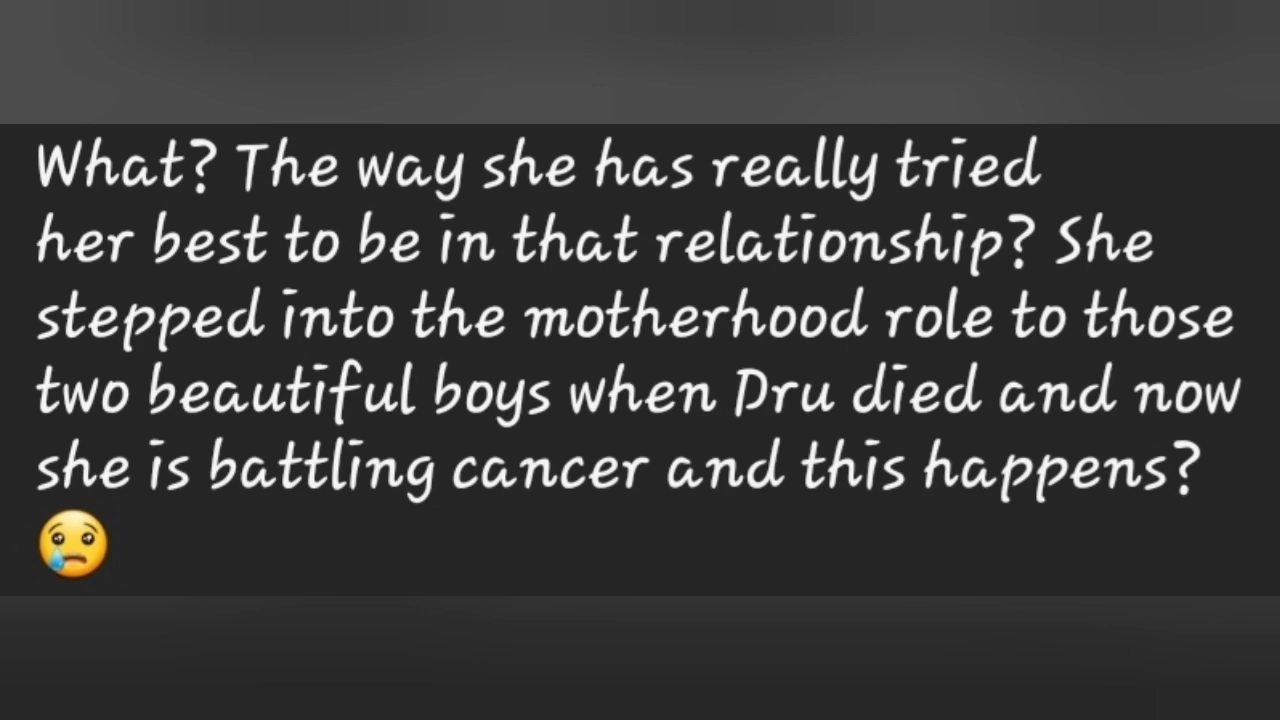 What? The way she has really tried
her best to be in that relationship? She
stepped into the motherhood role to those
two beautiful boys when Dru died and now
she is battling cancer and this happens?
😢